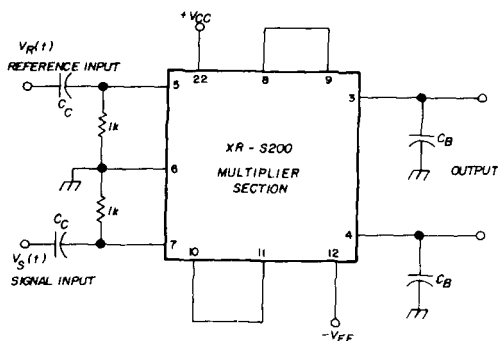 +VCC
VR(t)
REFERENCE INPUT
CC
22
8
9
5
3
1k
XR-S200
MULTIPLIER
SECTION
6
CB
OUTPUT
1k
CC
7
4
VS(t)
SIGNAL INPUT
10
11
12
CB
-VEE